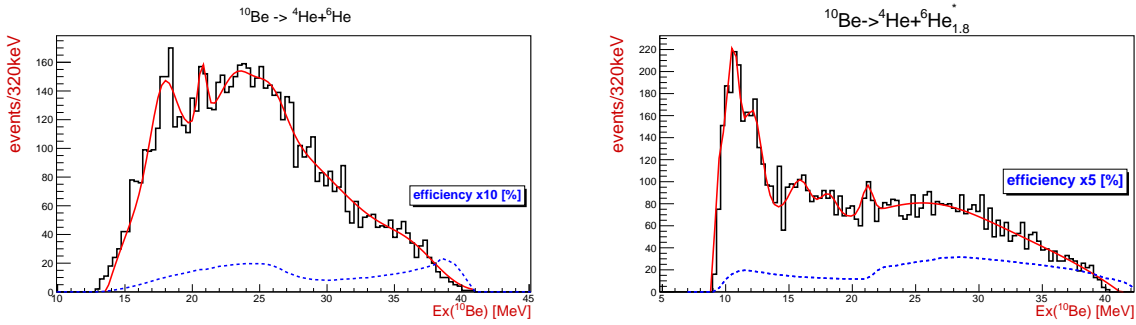 ¹⁰Be -> ⁴He+⁶He
events/320keV
160
140
120
100
80
60
40
20
0
efficiency x10 [%]
10 15 20 25 30 35 40 45
Ex(¹⁰Be) [MeV]
¹⁰Be->⁴He+⁶He*₁.₈
events/320keV
220
200
180
160
140
120
100
80
60
40
20
0
efficiency x5 [%]
5 10 15 20 25 30 35 40
Ex(¹⁰Be) [MeV]